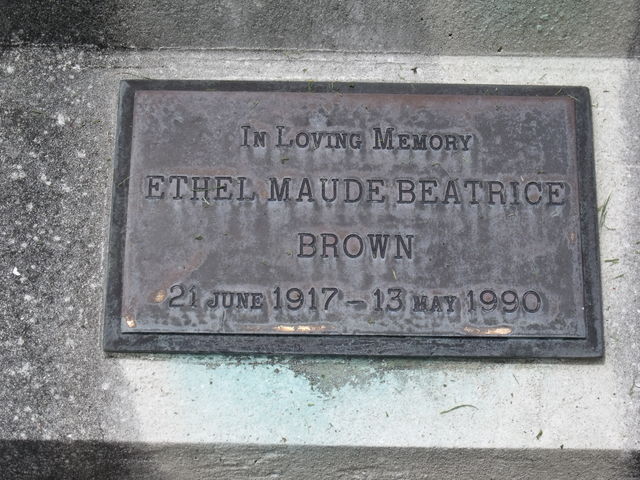 In Loving Memory
ETHEL MAUDE BEATRICE
BROWN
21 JUNE 1917 – 13 MAY 1990